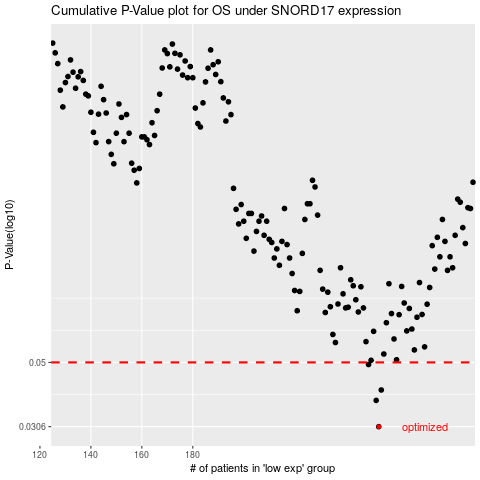 Cumulative P-Value plot for OS under SNORD17 expression
P-Value(log10)
0.05
0.0306
optimized
120 140 160 180
# of patients in 'low exp' group